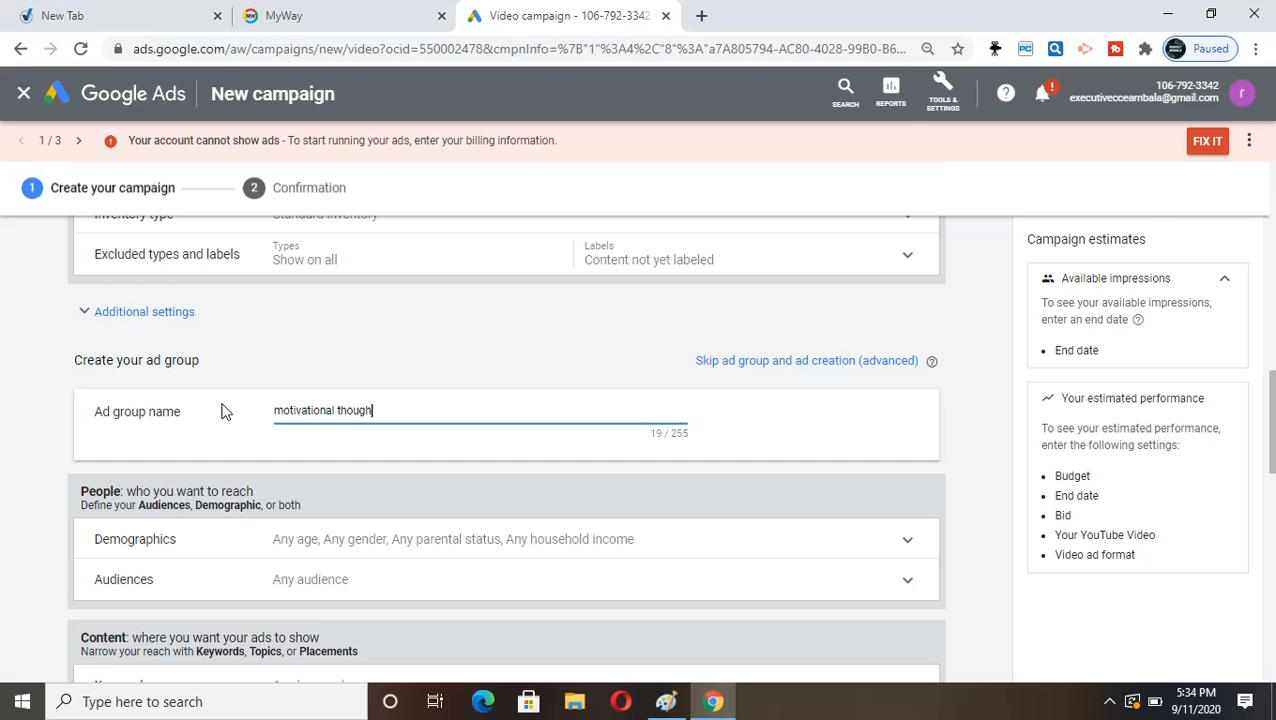 New Tab
MyWay
Video campaign - 106-792-3342
ads.google.com/aw/campaigns/new/video?ocid=550002478&cmpnInfo=%7B"1"%3A4%2C"8"%3A"a7A805794-AC80-4028-99B0-B6...
Paused
Google Ads
New campaign
SEARCH
REPORTS
TOOLS & SETTINGS
106-792-3342
executivecceambala@gmail.com
r
1 / 3
Your account cannot show ads - To start running your ads, enter your billing information.
FIX IT
1 Create your campaign
2 Confirmation
Inventory type Standard inventory
Excluded types and labels
Types
Show on all
Labels
Content not yet labeled
Additional settings
Create your ad group
Skip ad group and ad creation (advanced)
Ad group name
motivational though
19 / 255
People: who you want to reach
Define your Audiences, Demographic, or both
Demographics Any age, Any gender, Any parental status, Any household income
Audiences Any audience
Content: where you want your ads to show
Narrow your reach with Keywords, Topics, or Placements
Campaign estimates
Available impressions
To see your available impressions,
enter an end date
• End date
Your estimated performance
To see your estimated performance,
enter the following settings:
• Budget
• End date
• Bid
• Your YouTube Video
• Video ad format
Type here to search
5:34 PM
9/11/2020